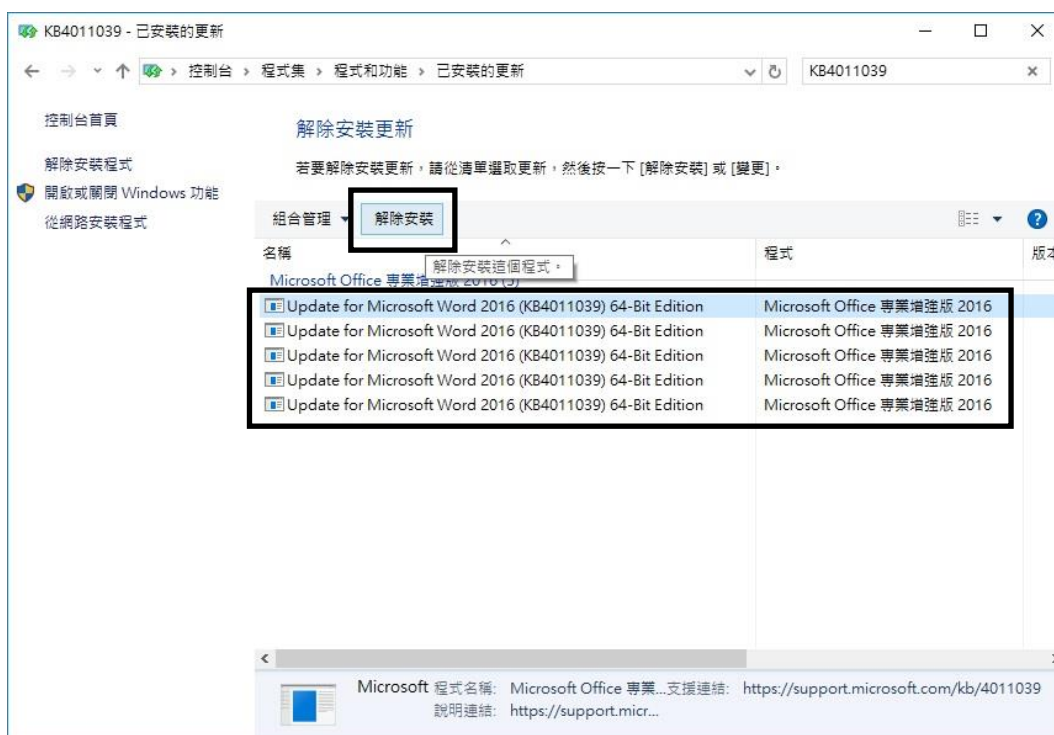 KB4011039 - 已安裝的更新
控制台 › 程式集 › 程式和功能 › 已安裝的更新
KB4011039
控制台首頁
解除安裝程式
開啟或關閉 Windows 功能
從網路安裝程式
解除安裝更新
若要解除安裝更新，請從清單選取更新，然後按一下 [解除安裝] 或 [變更]。
組合管理 解除安裝
名稱 程式 版本
解除安裝這個程式。
Microsoft Office 專業增強版 2016 (5)
Update for Microsoft Word 2016 (KB4011039) 64-Bit Edition Microsoft Office 專業增強版 2016
Update for Microsoft Word 2016 (KB4011039) 64-Bit Edition Microsoft Office 專業增強版 2016
Update for Microsoft Word 2016 (KB4011039) 64-Bit Edition Microsoft Office 專業增強版 2016
Update for Microsoft Word 2016 (KB4011039) 64-Bit Edition Microsoft Office 專業增強版 2016
Update for Microsoft Word 2016 (KB4011039) 64-Bit Edition Microsoft Office 專業增強版 2016
Microsoft 程式名稱: Microsoft Office 專業...支援連結: https://support.microsoft.com/kb/4011039
說明連結: https://support.micr...